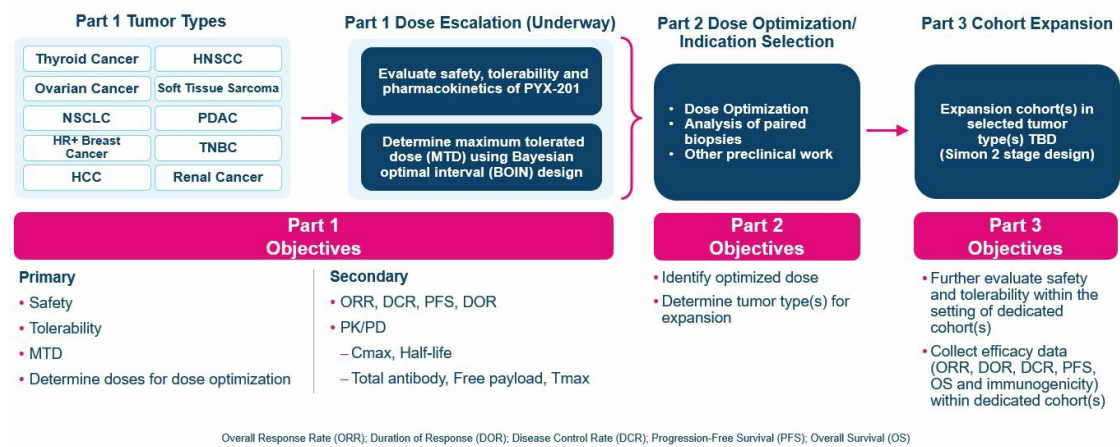 Part 1 Tumor Types
Thyroid Cancer
HNSCC
Ovarian Cancer
Soft Tissue Sarcoma
NSCLC
PDAC
HR+ Breast
Cancer
TNBC
HCC
Renal Cancer
Part 1 Dose Escalation (Underway)
Evaluate safety, tolerability and
pharmacokinetics of PYX-201
Determine maximum tolerated
dose (MTD) using Bayesian
optimal interval (BOIN) design
Part 2 Dose Optimization/
Indication Selection
• Dose Optimization
• Analysis of paired
biopsies
• Other preclinical work
Part 3 Cohort Expansion
Expansion cohort(s) in
selected tumor
type(s) TBD
(Simon 2 stage design)
Part 1
Objectives
Primary
• Safety
• Tolerability
• MTD
• Determine doses for dose optimization
Secondary
• ORR, DCR, PFS, DOR
• PK/PD
– Cmax, Half-life
– Total antibody, Free payload, Tmax
Part 2
Objectives
• Identify optimized dose
• Determine tumor type(s) for
expansion
Part 3
Objectives
• Further evaluate safety
and tolerability within the
setting of dedicated
cohort(s)
• Collect efficacy data
(ORR, DOR, DCR, PFS,
OS and immunogenicity)
within dedicated cohort(s)
Overall Response Rate (ORR); Duration of Response (DOR); Disease Control Rate (DCR); Progression-Free Survival (PFS); Overall Survival (OS)